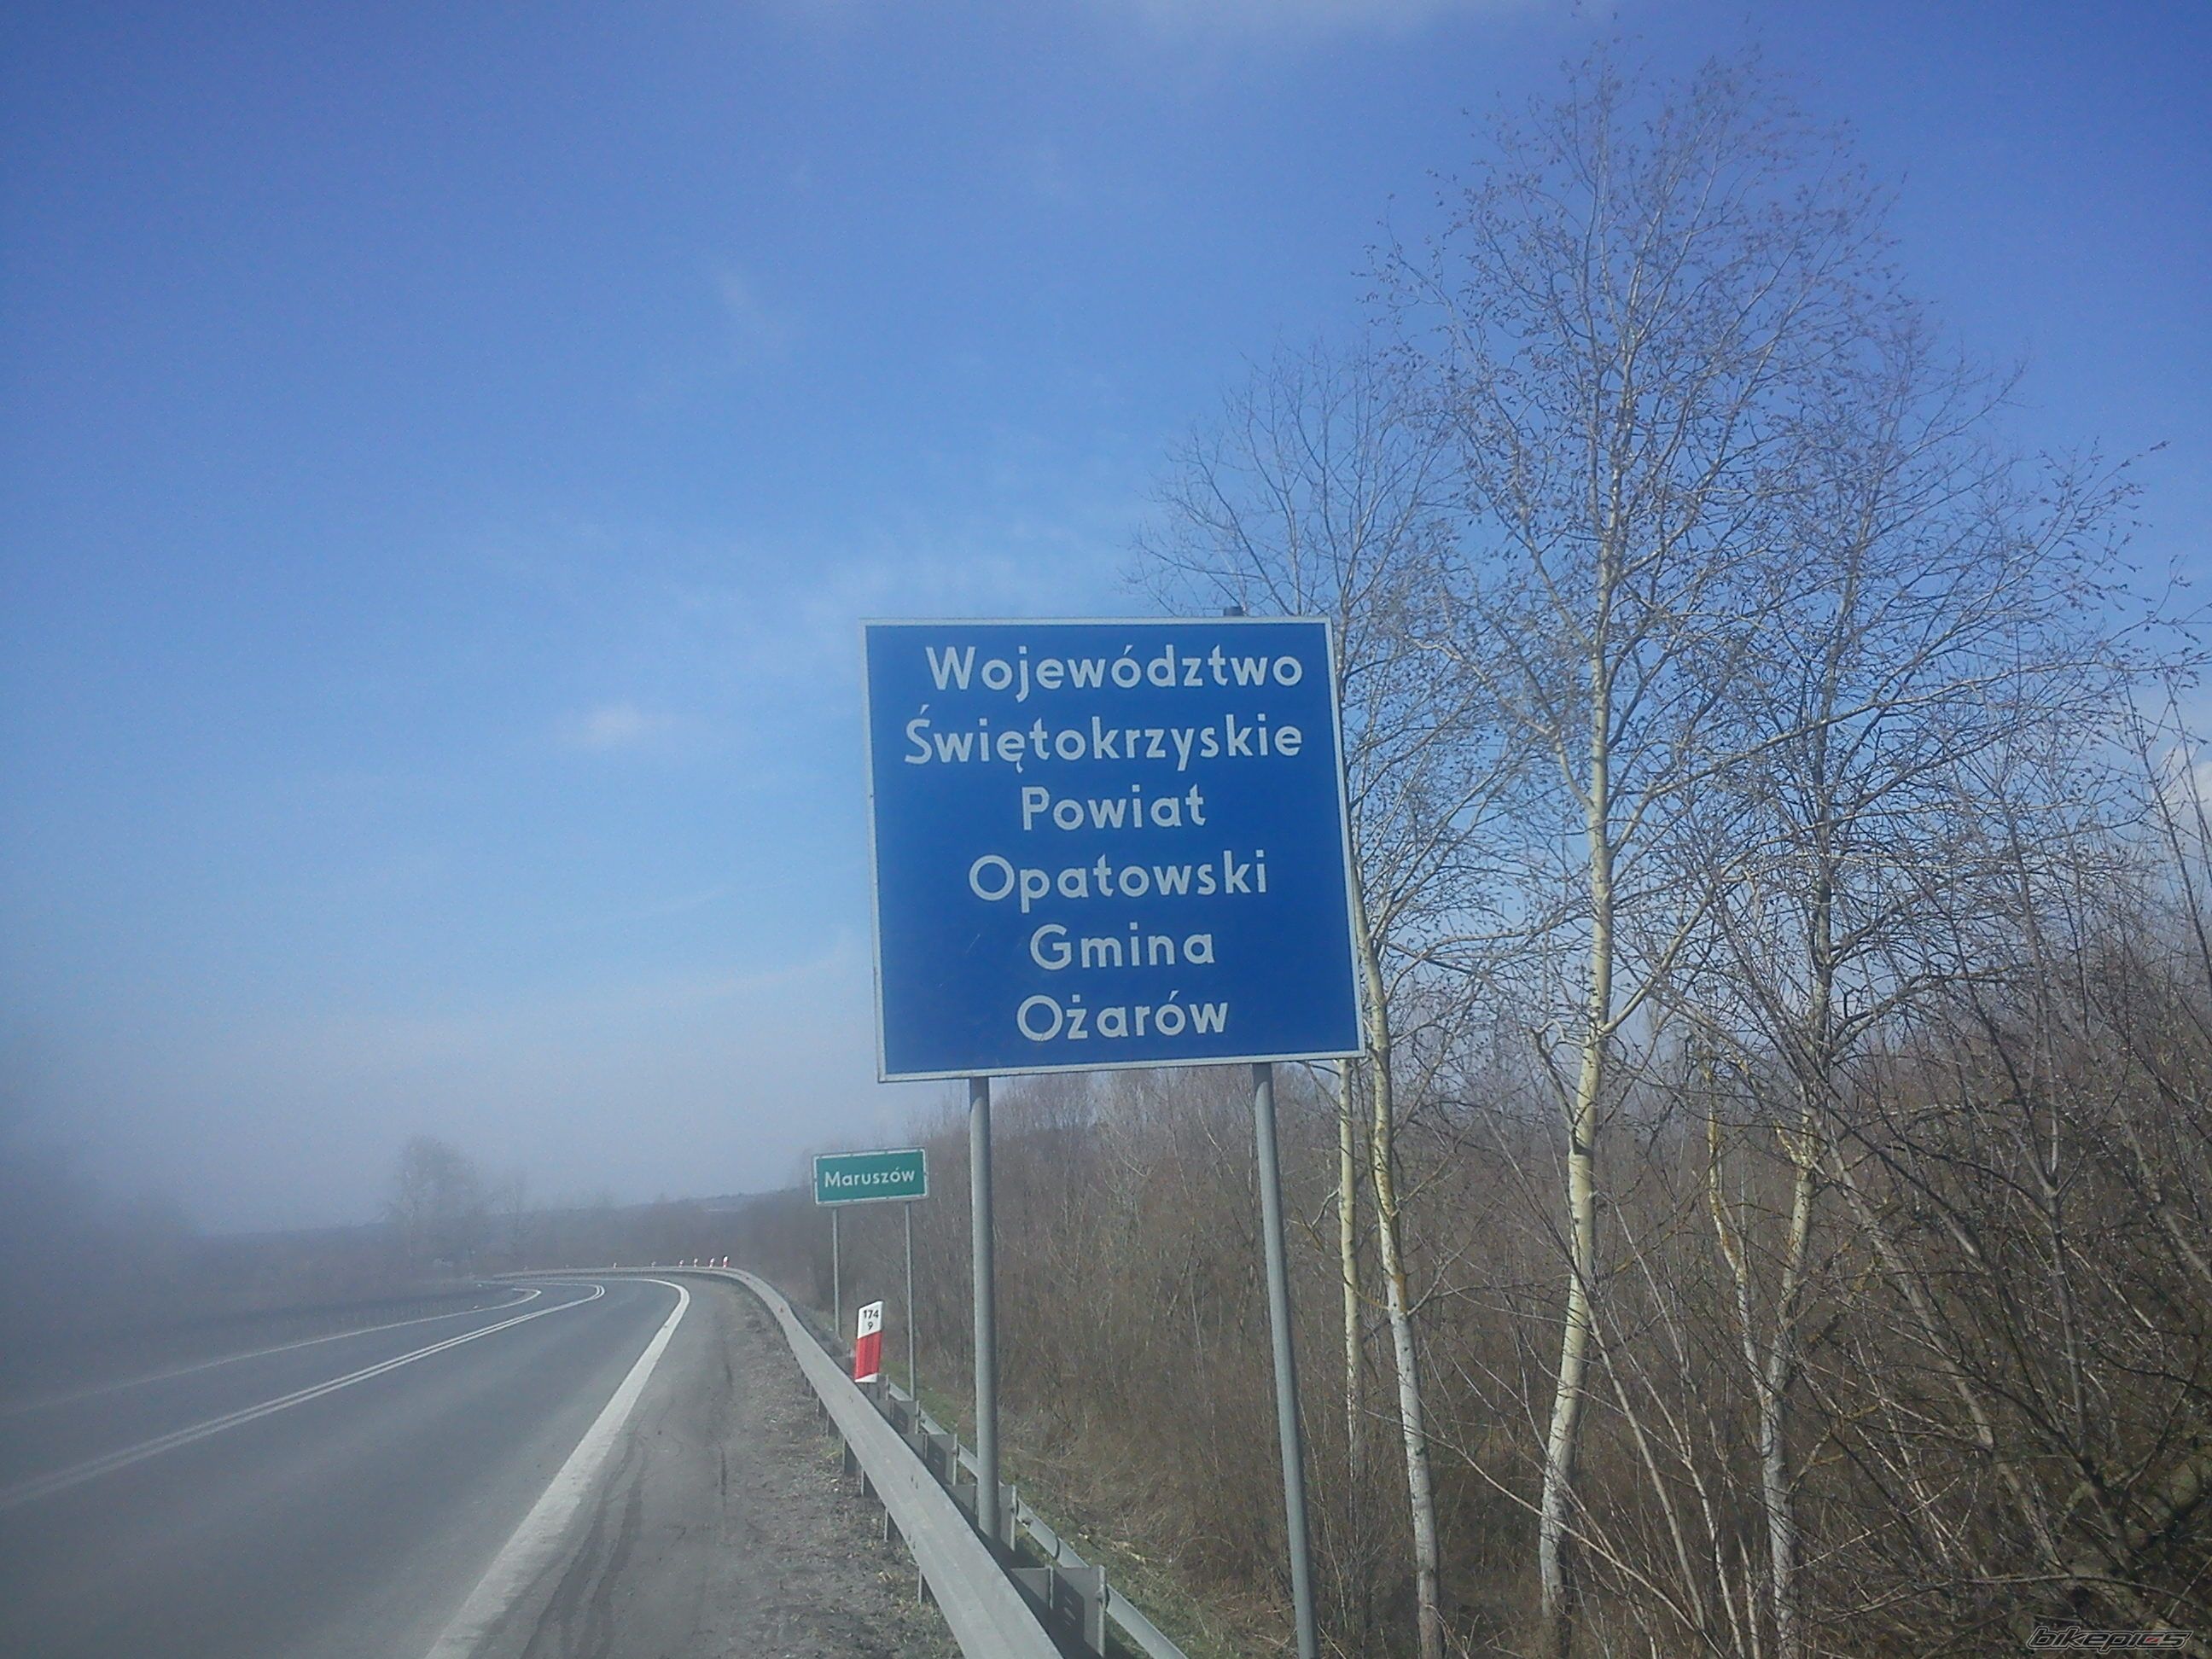 Województwo
Świętokrzyskie
Powiat
Opatowski
Gmina
Ożarów
Maruszów
174
9
bikepics